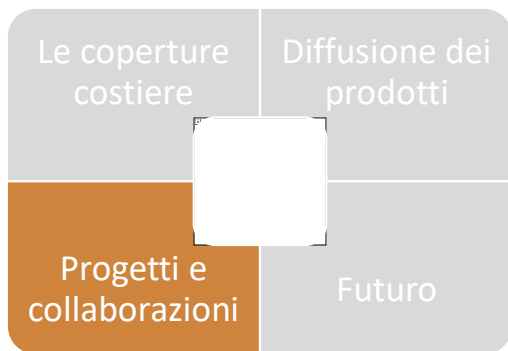 Le coperture
costiere
Diffusione dei
prodotti
Progetti e
collaborazioni
Futuro